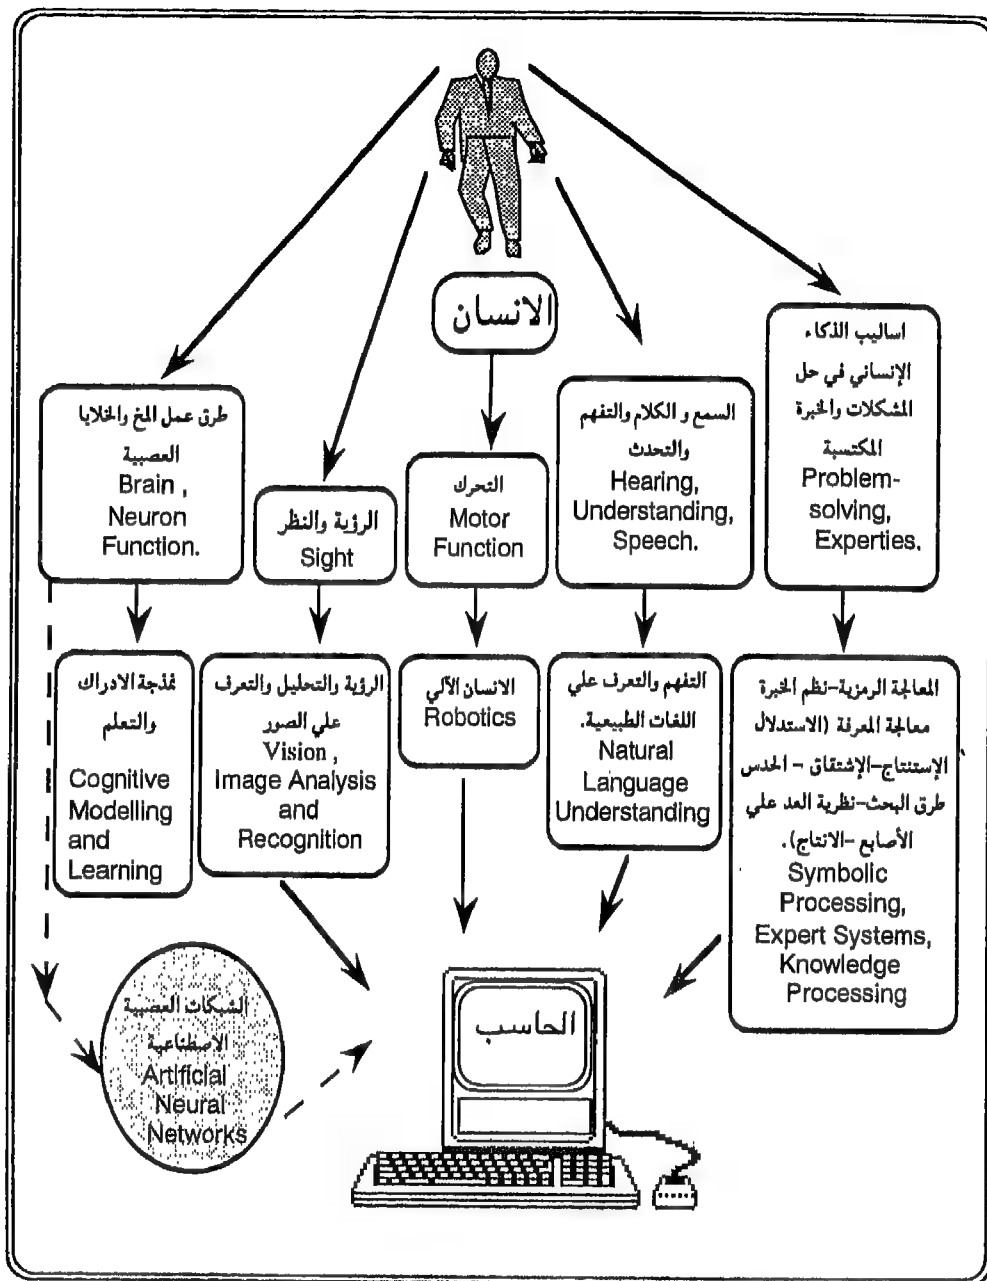 الانسان
اساليب الذكاء
الإنساني في حل
المشكلات والخبرة
المكتسبة
Problem-
solving,
Experties.
السمع و الكلام والتفهم
والتحدث
Hearing,
Understanding,
Speech.
التحرك
Motor
Function
الرؤية والنظر
Sight
طرق عمل المخ والخلايا
العصبية
Brain ,
Neuron
Function.
المعالجة الرمزية-نظم الخبرة
معالجة المعرفة (الاستدلال
الإستنتاج-الإشتقاق - الحدس
طرق البحث-نظرية العد علي
الأصابع -الانتاج).
Symbolic
Processing,
Expert Systems,
Knowledge
Processing
التفهم والتعرف علي
اللغات الطبيعية.
Natural
Language
Understanding
الانسان الآلي
Robotics
الرؤية والتحليل والتعرف
علي الصور
Vision ,
Image Analysis
and
Recognition
نمذجة الادراك
والتعلم
Cognitive
Modelling
and
Learning
الشبكات العصبية
الاصطناعية
Artificial
Neural
Networks
الحاسب